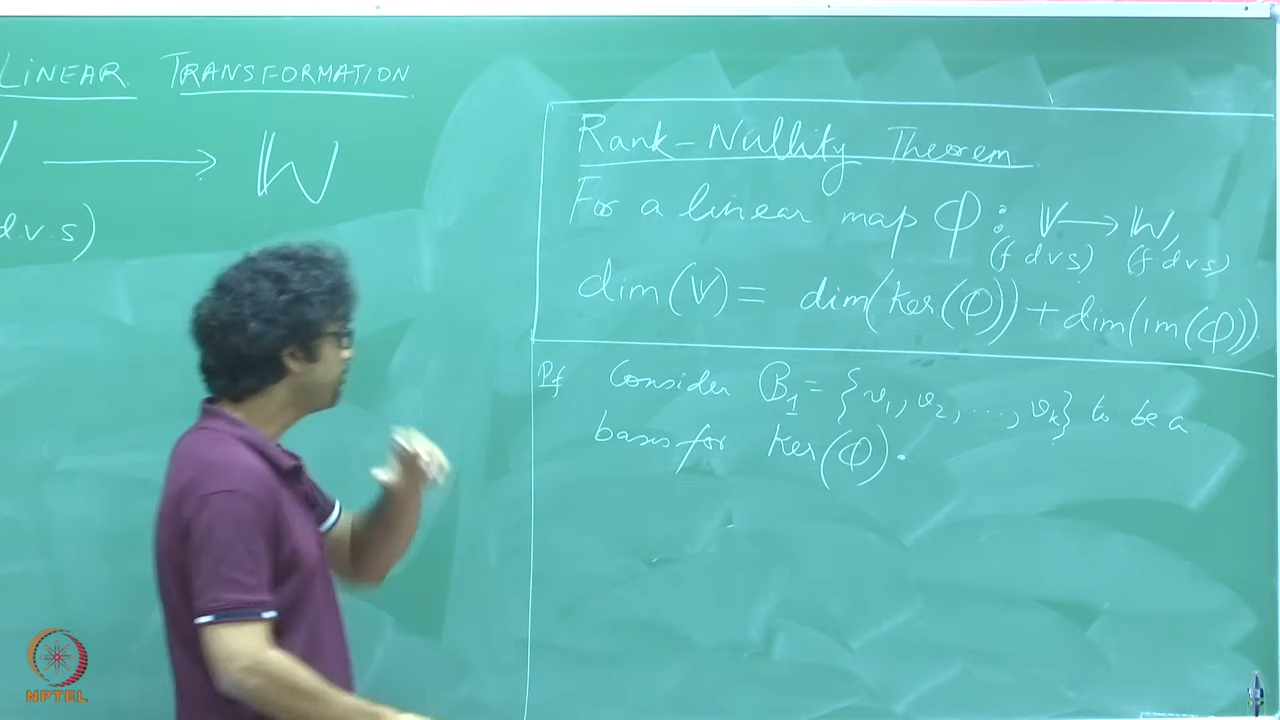 LINEAR TRANSFORMATION
V ⟶ W
d.v.s)
Rank-Nullity Theorem
For a linear map φ : V ⟶ W,
(f d v s) (f d v s)
dim(V) = dim(ker(φ)) + dim(im(φ)).
Pf Consider B₁ = {v₁, v₂, ..., vₖ} to be a
basis for ker(φ).
NPTEL